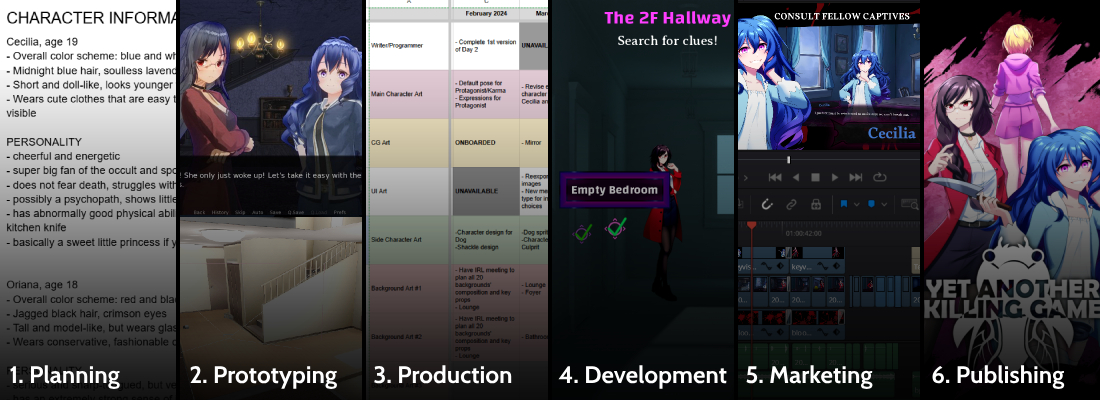 CHARACTER INFORMA
Cecilia, age 19
- Overall color scheme: blue and wh
- Midnight blue hair, soulless lavend
- Short and doll-like, looks younger
- Wears cute clothes that are easy t
visible
PERSONALITY
- cheerful and energetic
- super big fan of the occult and spo
- does not fear death, struggles with
- possibly a psychopath, shows little
- has abnormally good physical abil
kitchen knife
- basically a sweet little princess if y
Oriana, age 18
- Overall color scheme: red and blac
- Jagged black hair, crimson eyes
- Tall and model-like, but wears glas
- Wears conservative, fashionable c
1. Planning
! She only just woke up! Let's take it easy with the
2. Prototyping
February 2024
Writer/Programmer
- Complete 1st version
of Day 2
UNAVAIL
Main Character Art
- Default pose for
Protagonist/Karma
- Expressions for
Protagonist
- Revise e
character
Cecilia an
CG Art
ONBOARDED
- Mirror
UI Art
UNAVAILABLE
- Reexpor
images
- New me
type for in
choices
Side Character Art
-Character design for
Dog
-Shackle design
-Dog sprit
-Characte
Culprit
Background Art #1
- Have IRL meeting to
plan all 20
backgrounds'
composition and key
props
- Lounge
- Lounge
- Foyer
Background Art #2
- Have IRL meeting to
plan all 20
backgrounds'
composition and key
props
- Lounge
- Bathroo
3. Production
The 2F Hallway
Search for clues!
Empty Bedroom
4. Development
CONSULT FELLOW CAPTIVES
Cecilia
01:00:42:00
5. Marketing
YET ANOTHER
KILLING GAME
6. Publishing